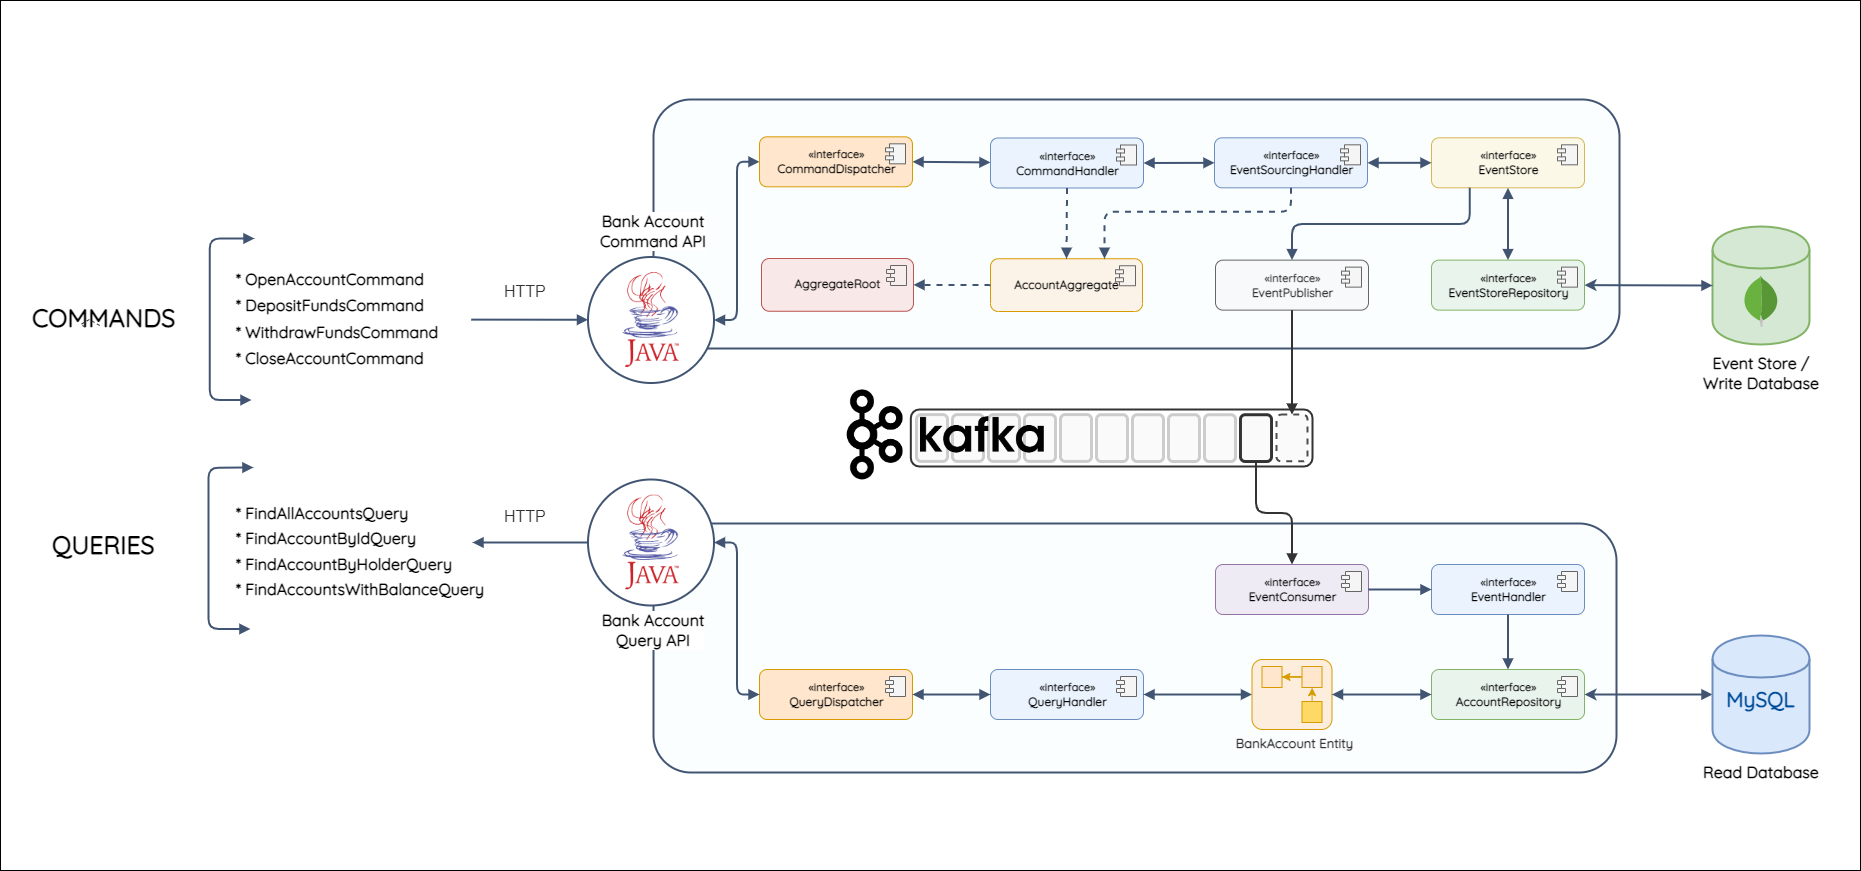 COMMANDS
* OpenAccountCommand
* DepositFundsCommand
* WithdrawFundsCommand
* CloseAccountCommand
HTTP
Bank Account
Command API
JAVA™
«interface»
CommandDispatcher
«interface»
CommandHandler
«interface»
EventSourcingHandler
«interface»
EventStore
AggregateRoot
AccountAggregate
«interface»
EventPublisher
«interface»
EventStoreRepository
Event Store /
Write Database
kafka
QUERIES
* FindAllAccountsQuery
* FindAccountByIdQuery
* FindAccountByHolderQuery
* FindAccountsWithBalanceQuery
HTTP
JAVA™
Bank Account
Query API
«interface»
EventConsumer
«interface»
EventHandler
«interface»
QueryDispatcher
«interface»
QueryHandler
BankAccount Entity
«interface»
AccountRepository
MySQL
Read Database